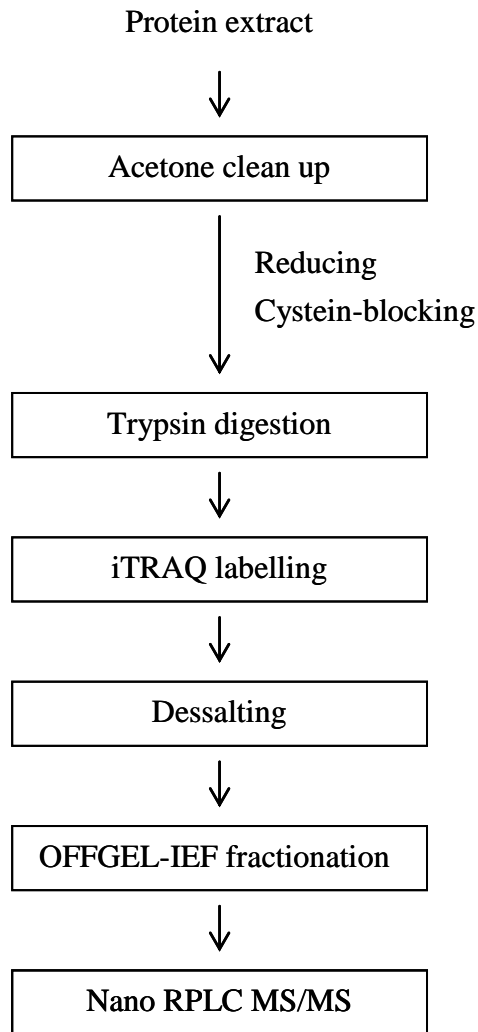 Protein extract
Acetone clean up
Reducing
Cystein-blocking
Trypsin digestion
iTRAQ labelling
Dessalting
OFFGEL-IEF fractionation
Nano RPLC MS/MS